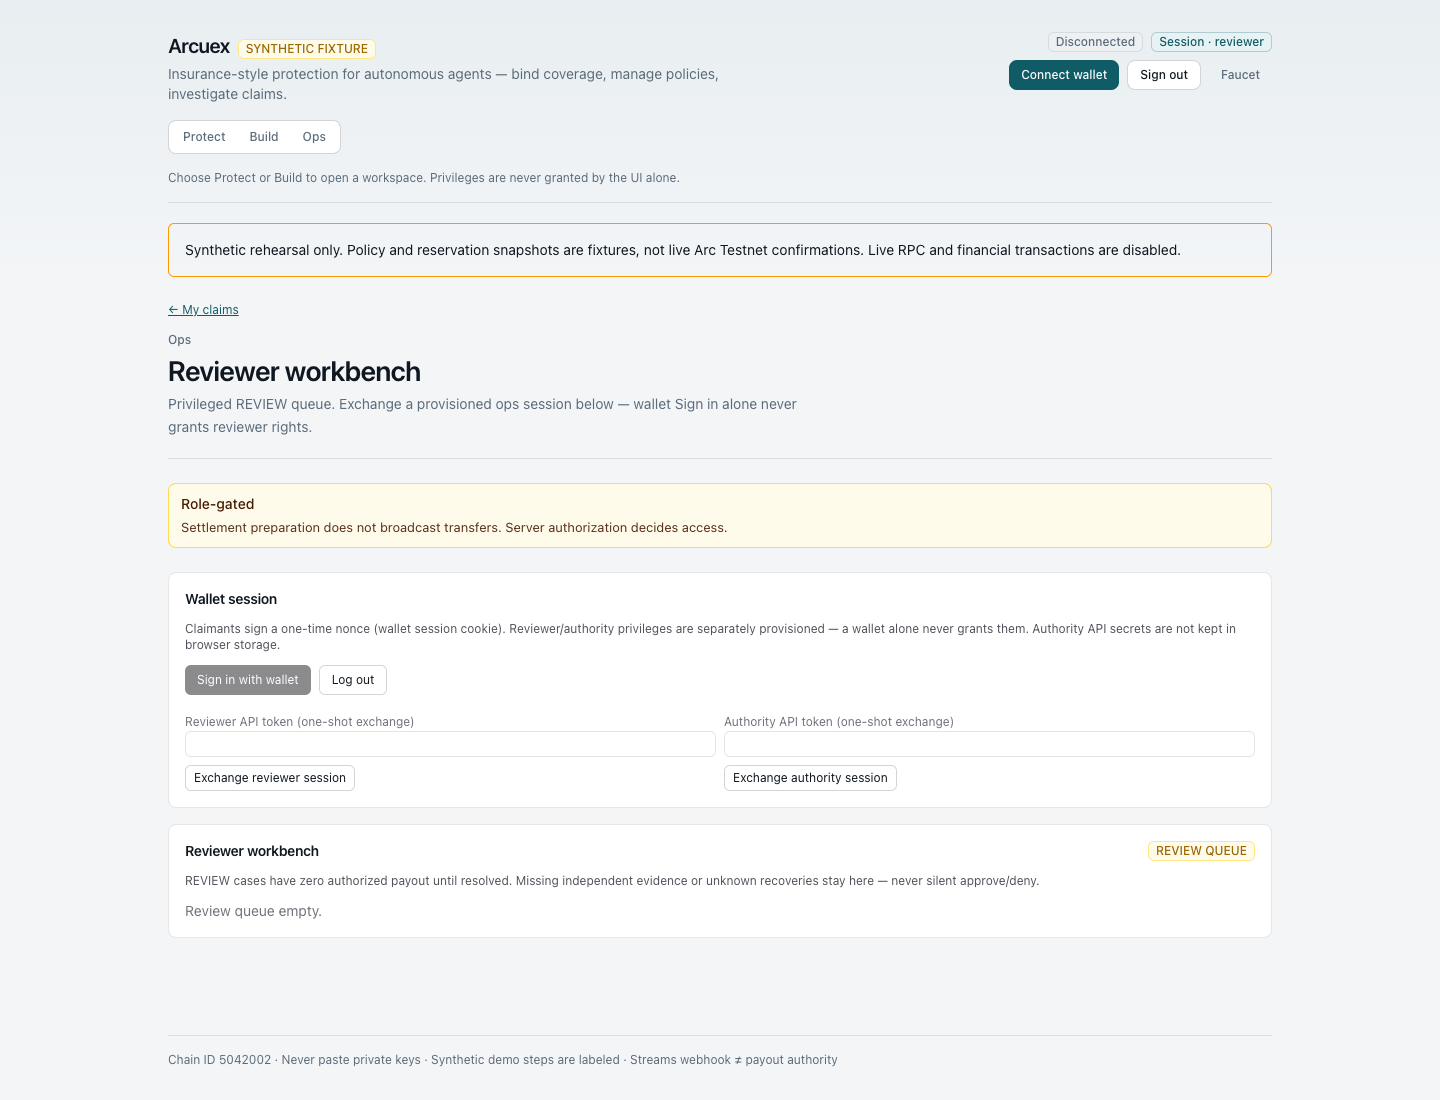 Arcuex SYNTHETIC FIXTURE
Disconnected Session · reviewer
Insurance-style protection for autonomous agents — bind coverage, manage policies,
investigate claims.
Connect wallet Sign out Faucet
Protect Build Ops
Choose Protect or Build to open a workspace. Privileges are never granted by the UI alone.
Synthetic rehearsal only. Policy and reservation snapshots are fixtures, not live Arc Testnet confirmations. Live RPC and financial transactions are disabled.
← My claims
Ops
Reviewer workbench
Privileged REVIEW queue. Exchange a provisioned ops session below — wallet Sign in alone never
grants reviewer rights.
Role-gated
Settlement preparation does not broadcast transfers. Server authorization decides access.
Wallet session
Claimants sign a one-time nonce (wallet session cookie). Reviewer/authority privileges are separately provisioned — a wallet alone never grants them. Authority API secrets are not kept in
browser storage.
Sign in with wallet Log out
Reviewer API token (one-shot exchange) Authority API token (one-shot exchange)
Exchange reviewer session Exchange authority session
Reviewer workbench REVIEW QUEUE
REVIEW cases have zero authorized payout until resolved. Missing independent evidence or unknown recoveries stay here — never silent approve/deny.
Review queue empty.
Chain ID 5042002 · Never paste private keys · Synthetic demo steps are labeled · Streams webhook ≠ payout authority